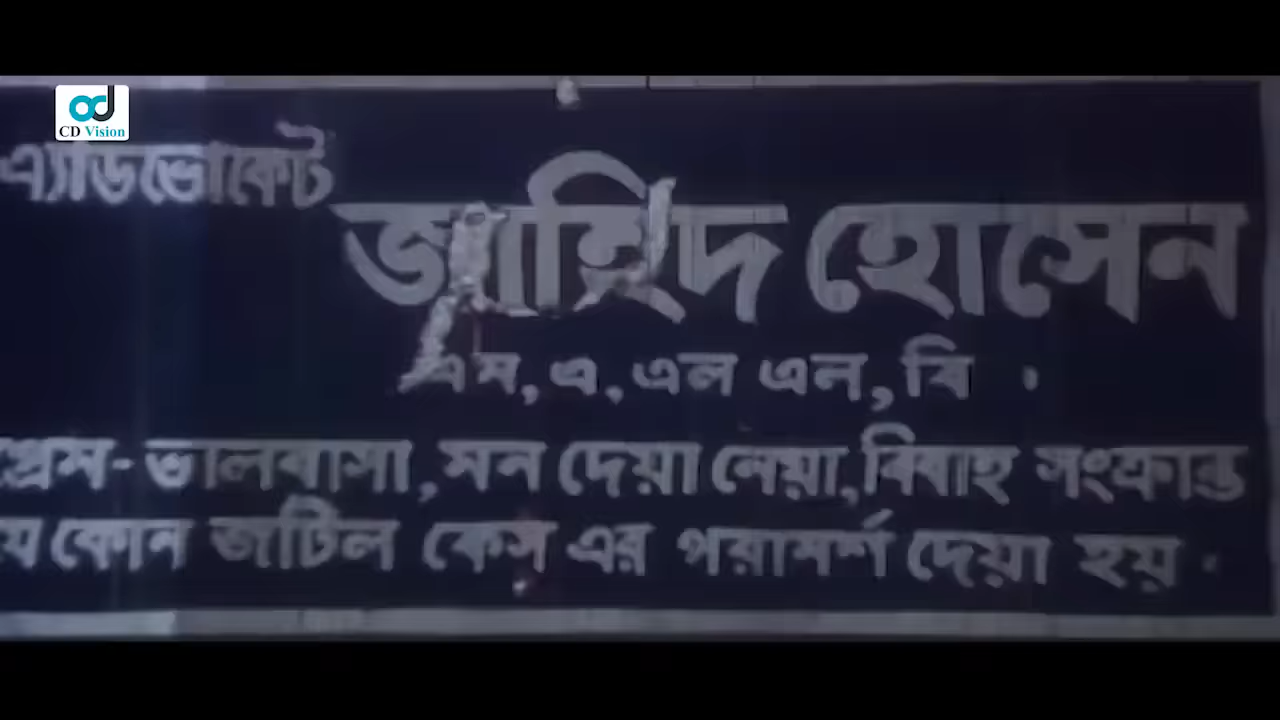 CD Vision
এ্যাডভোকেট
জাহিদ হোসেন
এম, এ, এল এল, বি
প্রেম-ভালবাসা, মন দেয়া নেয়া, বিবাহ সংক্রান্ত
যে কোন জটিল কেস এর পরামর্শ দেয়া হয়